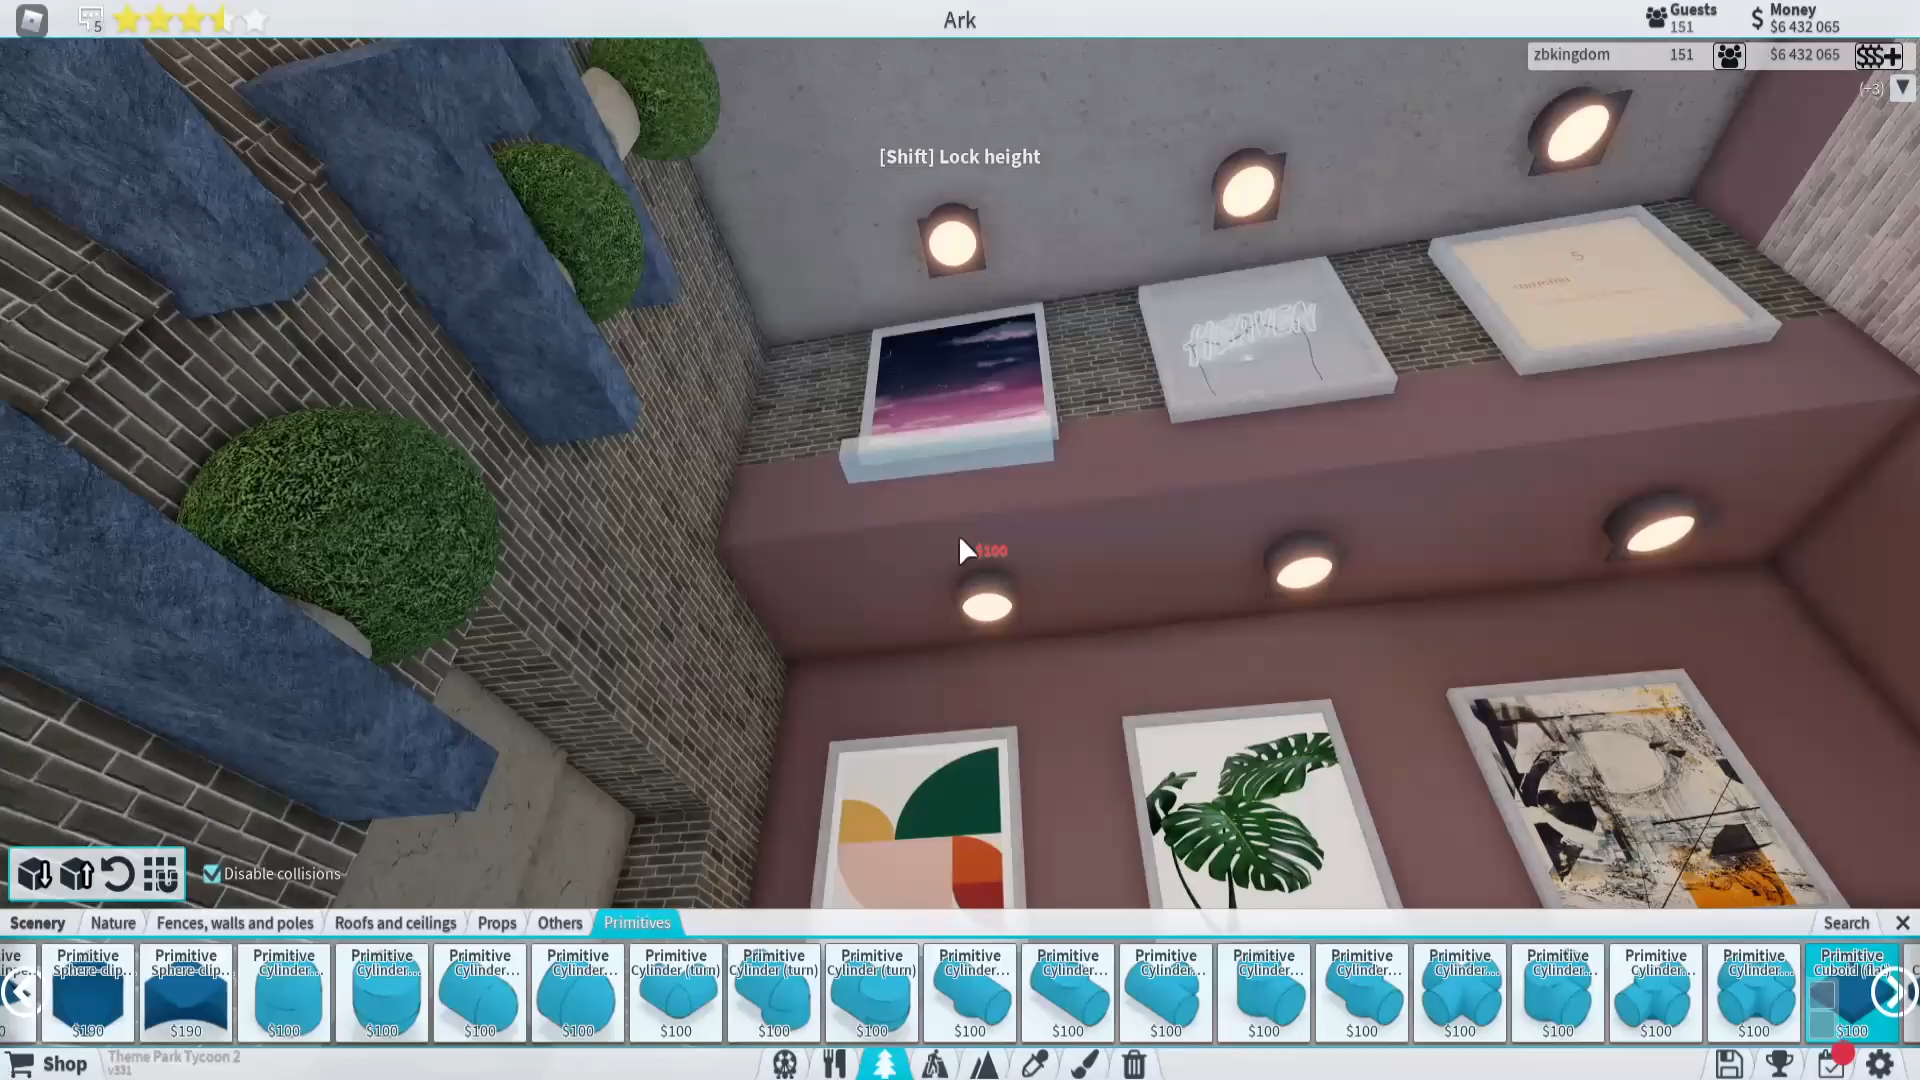 5
Ark
Guests
151
Money
$6 432 065
zbkingdom 151 $6 432 065 $$$+
(+3)
[Shift] Lock height
HEAVEN
5
$100
Disable collisions
Scenery Nature Fences, walls and poles Roofs and ceilings Props Others Primitives Search
Primitive Sphere-clip... $190
Primitive Sphere-clip... $190
Primitive Cylinder... $100
Primitive Cylinder... $100
Primitive Cylinder... $100
Primitive Cylinder... $100
Primitive Cylinder (turn) $100
Primitive Cylinder (turn) $100
Primitive Cylinder (turn) $100
Primitive Cylinder... $100
Primitive Cylinder... $100
Primitive Cylinder... $100
Primitive Cylinder... $100
Primitive Cylinder... $100
Primitive Cylinder... $100
Primitive Cylinder... $100
Primitive Cylinder... $100
Primitive Cylinder... $100
Primitive $100
Shop
Theme Park Tycoon 2
v331